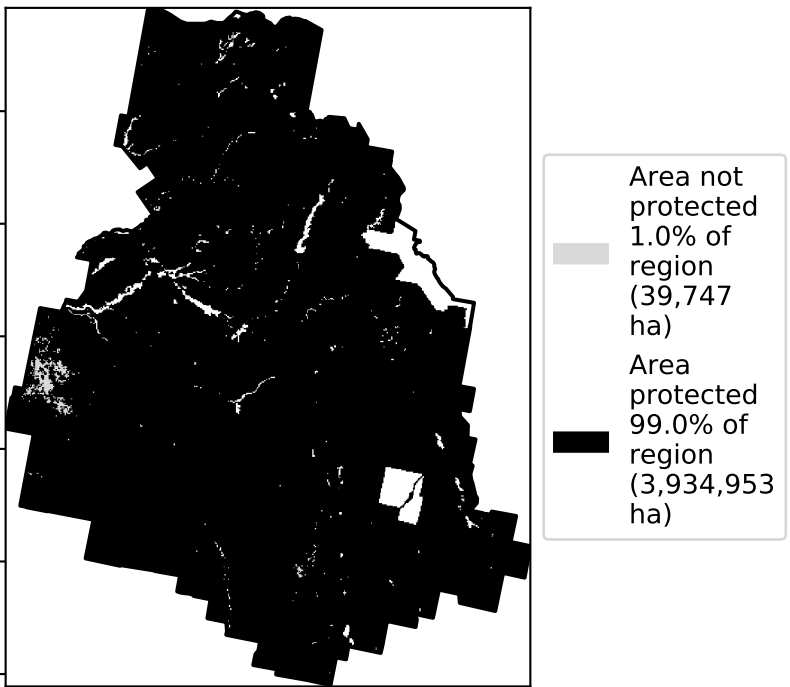 Area not
protected
1.0% of
region
(39,747
ha)
Area
protected
99.0% of
region
(3,934,953
ha)